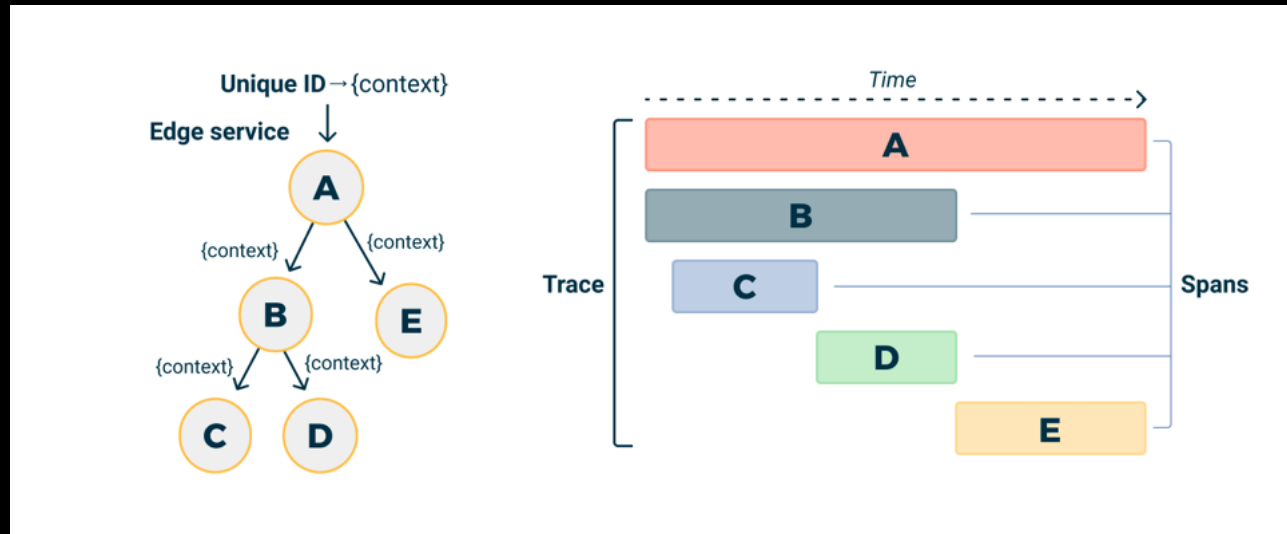 Unique ID→{context}
Edge service
A
{context}
{context}
B
E
{context}
{context}
C
D
Time
A
B
C
D
E
Trace
Spans